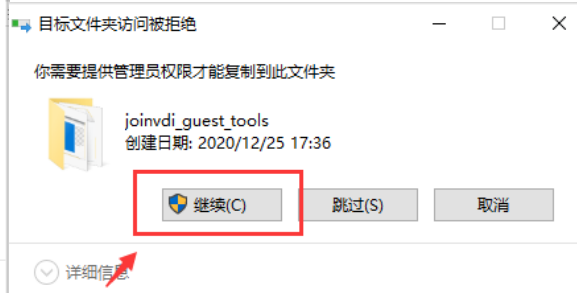 目标文件夹访问被拒绝
你需要提供管理员权限才能复制到此文件夹
joinvdi_guest_tools
创建日期: 2020/12/25 17:36
继续(C) 跳过(S) 取消
详细信息